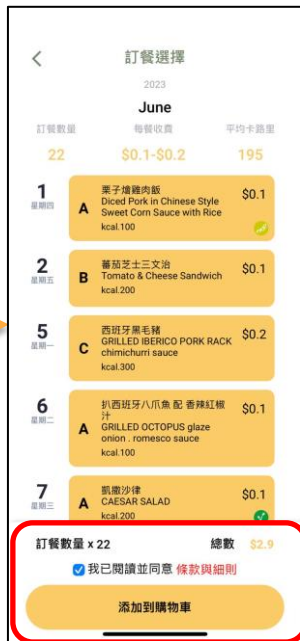 訂餐選擇
2023
June
訂餐數量 每餐收費 平均卡路里
22 $0.1-$0.2 195
1
星期四
A
栗子燴雞肉飯
Diced Pork in Chinese Style
Sweet Corn Sauce with Rice
kcal.100
$0.1
2
星期五
B
蕃茄芝士三文治
Tomato & Cheese Sandwich
kcal.200
$0.1
5
星期一
C
西班牙黑毛豬
GRILLED IBERICO PORK RACK
chimichurri sauce
kcal.300
$0.2
6
星期二
A
扒西班牙八爪魚 配 香辣紅椒
汁
GRILLED OCTOPUS glaze
onion . romesco sauce
kcal.100
$0.1
7
星期三
A
凱撒沙律
CAESAR SALAD
kcal.200
$0.1
訂餐數量 x 22 總數 $2.9
我已閱讀並同意 條款與細則
添加到購物車